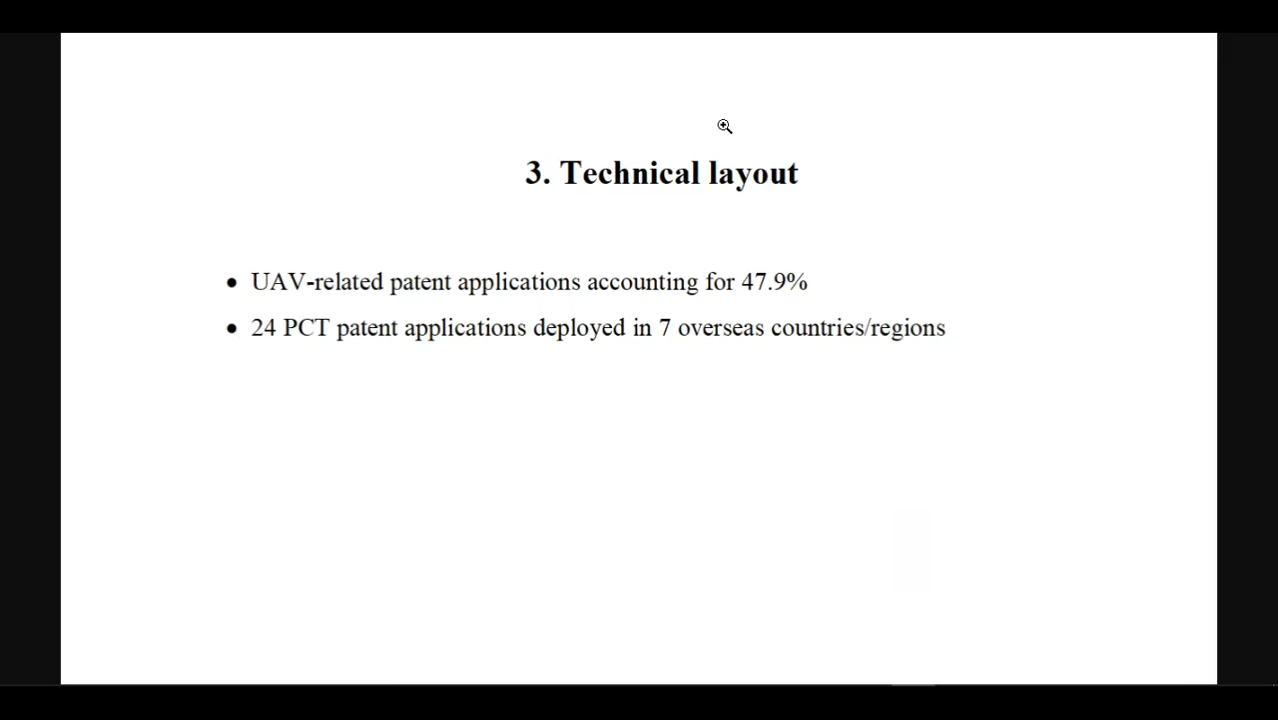 3. Technical layout
• UAV-related patent applications accounting for 47.9%
• 24 PCT patent applications deployed in 7 overseas countries/regions